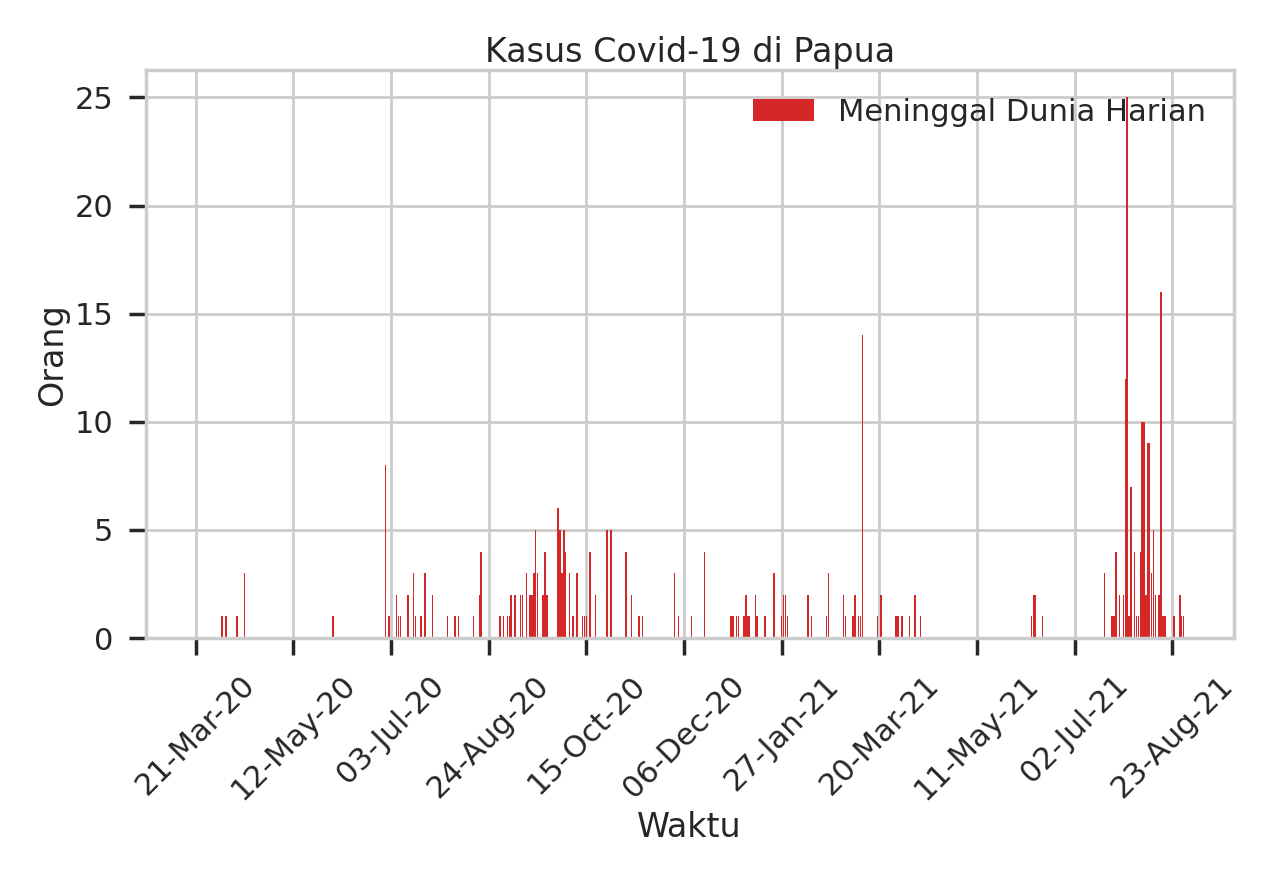 Kasus Covid-19 di Papua
Meninggal Dunia Harian
Orang
25
20
15
10
5
0
21-Mar-20
12-May-20
03-Jul-20
24-Aug-20
15-Oct-20
06-Dec-20
27-Jan-21
20-Mar-21
11-May-21
02-Jul-21
23-Aug-21
Waktu